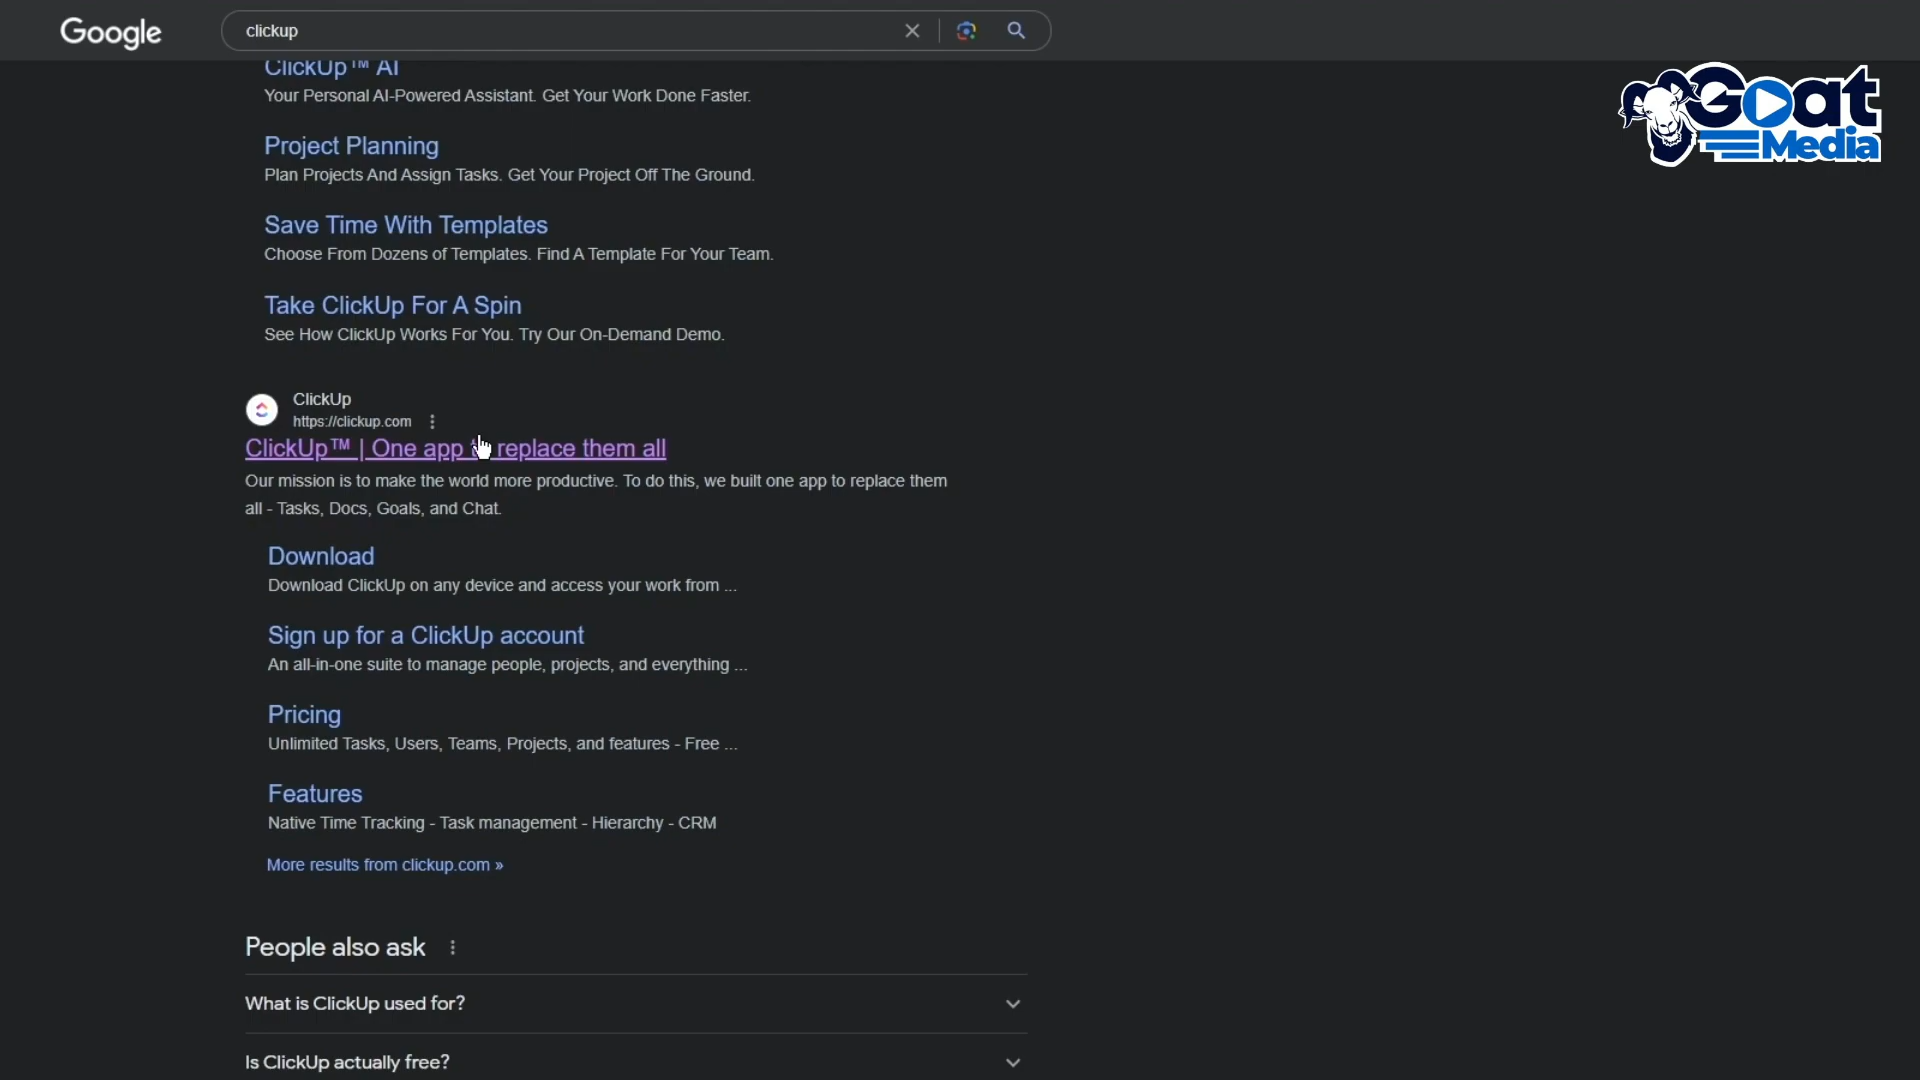 Google
clickup
ClickUp™ AI
Your Personal AI-Powered Assistant. Get Your Work Done Faster.
Goat
Media
Project Planning
Plan Projects And Assign Tasks. Get Your Project Off The Ground.
Save Time With Templates
Choose From Dozens of Templates. Find A Template For Your Team.
Take ClickUp For A Spin
See How ClickUp Works For You. Try Our On-Demand Demo.
ClickUp
https://clickup.com
ClickUp™ | One app replace them all
Our mission is to make the world more productive. To do this, we built one app to replace them
all - Tasks, Docs, Goals, and Chat.
Download
Download ClickUp on any device and access your work from ...
Sign up for a ClickUp account
An all-in-one suite to manage people, projects, and everything ...
Pricing
Unlimited Tasks, Users, Teams, Projects, and features - Free ...
Features
Native Time Tracking - Task management - Hierarchy - CRM
More results from clickup.com »
People also ask
What is ClickUp used for?
Is ClickUp actually free?